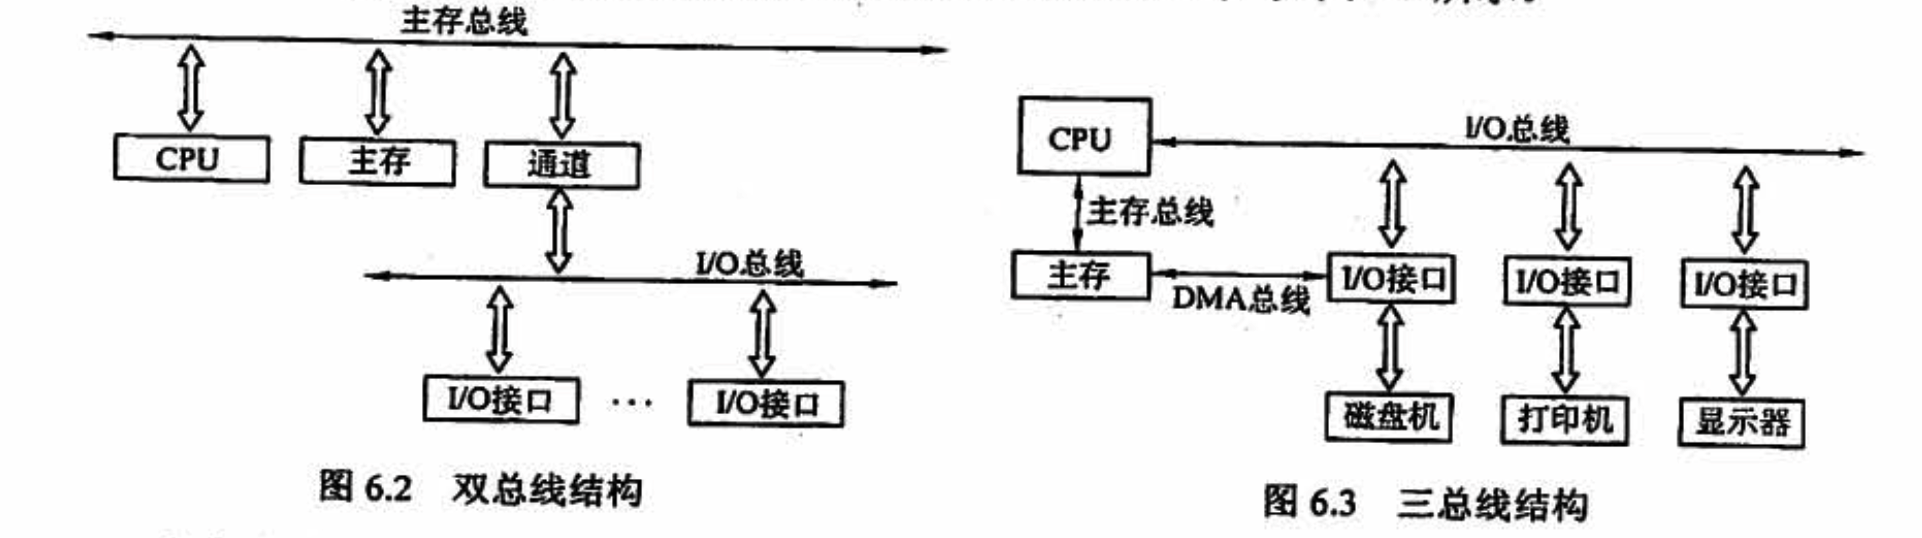 主存总线
CPU
主存
通道
I/O总线
I/O接口
...
I/O接口
图 6.2 双总线结构
CPU
I/O总线
主存总线
主存
DMA总线
I/O接口
I/O接口
I/O接口
磁盘机
打印机
显示器
图 6.3 三总线结构